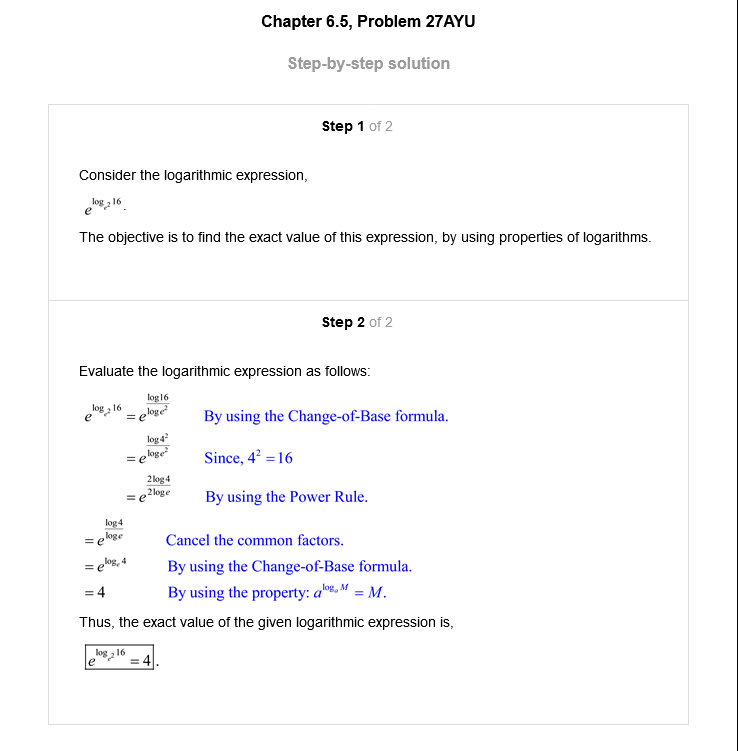 Chapter 6.5, Problem 27AYU
Step-by-step solution
Step 1 of 2
Consider the logarithmic expression,
$e^{\log_{e^2} 16}$.
The objective is to find the exact value of this expression, by using properties of logarithms.
Step 2 of 2
Evaluate the logarithmic expression as follows:
$e^{\log_{e^2} 16} = e^{\frac{\log 16}{\log e^2}}$ By using the Change-of-Base formula.
$= e^{\frac{\log 4^2}{\log e^2}}$ Since, $4^2 = 16$
$= e^{\frac{2\log 4}{2\log e}}$ By using the Power Rule.
$= e^{\frac{\log 4}{\log e}}$ Cancel the common factors.
$= e^{\log_e 4}$ By using the Change-of-Base formula.
$= 4$ By using the property: $a^{\log_a M} = M$.
Thus, the exact value of the given logarithmic expression is,
$e^{\log_{e^2} 16} = 4$.